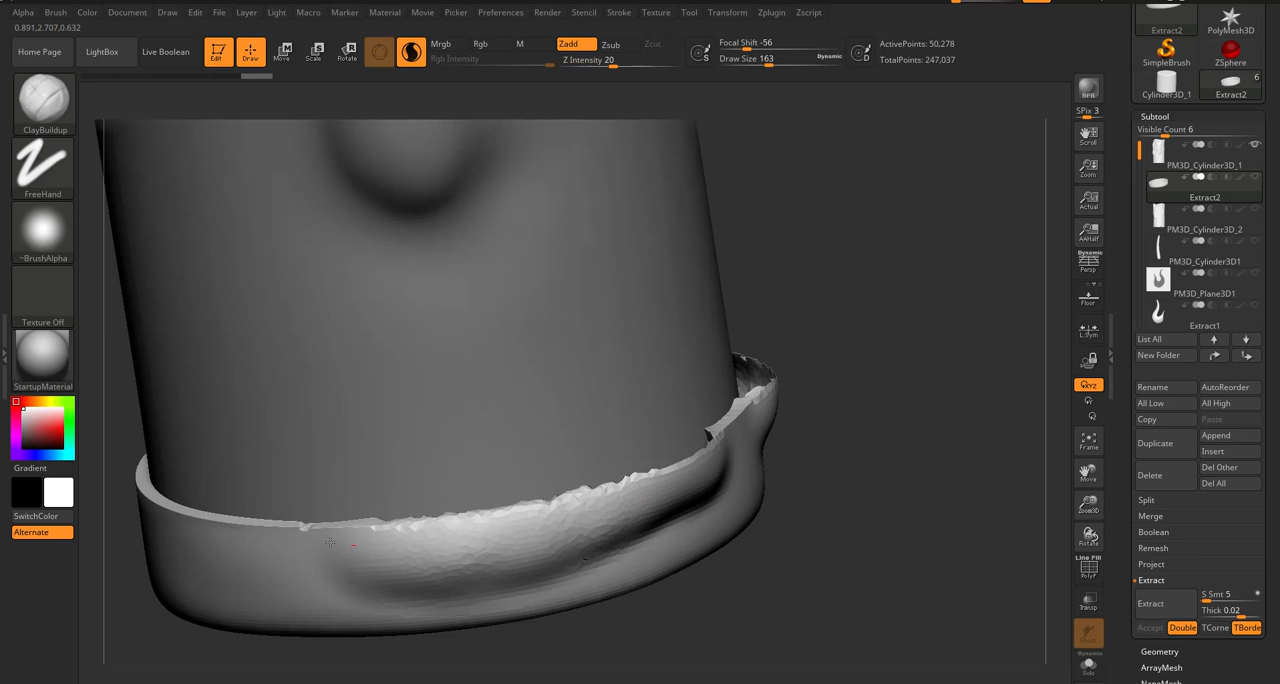 Alpha Brush Color Document Draw Edit File Layer Light Macro Marker Material Movie Picker Preferences Render Stencil Stroke Texture Tool Transform Zplugin Zscript
0.891,2.707,0.632
Home Page LightBox Live Boolean Edit Draw Move Scale Rotate
Mrgb Rgb M Zadd Zsub Zcut
Rgb Intensity Z Intensity 20
Focal Shift -56
Draw Size 163 Dynamic
ActivePoints: 50,278
TotalPoints: 247,037
S D
ClayBuildup
FreeHand
~BrushAlpha
Texture Off
StartupMaterial
Gradient
SwitchColor
Alternate
BPR
SPix 3
Scroll
Zoom
Actual
AAHalf
Dynamic
Persp
Floor
L.Sym
XYZ
Y
Z
Frame
Move
Zoom3D
Rotate
Line Fill
PolyF
Transp
Dynamic
Solo
Extract2 PolyMesh3D
SimpleBrush ZSphere
6
Cylinder3D_1 Extract2
Subtool
Visible Count 6
PM3D_Cylinder3D_1
Extract2
PM3D_Cylinder3D_2
PM3D_Cylinder3D1
PM3D_Plane3D1
Extract1
List All
New Folder
Rename AutoReorder
All Low All High
Copy Paste
Duplicate Append
Insert
Delete Del Other
Del All
Split
Merge
Boolean
Remesh
Project
Extract
Extract S Smt 5
Thick 0.02
Accept Double TCorne TBorde
Geometry
ArrayMesh
NanoMesh